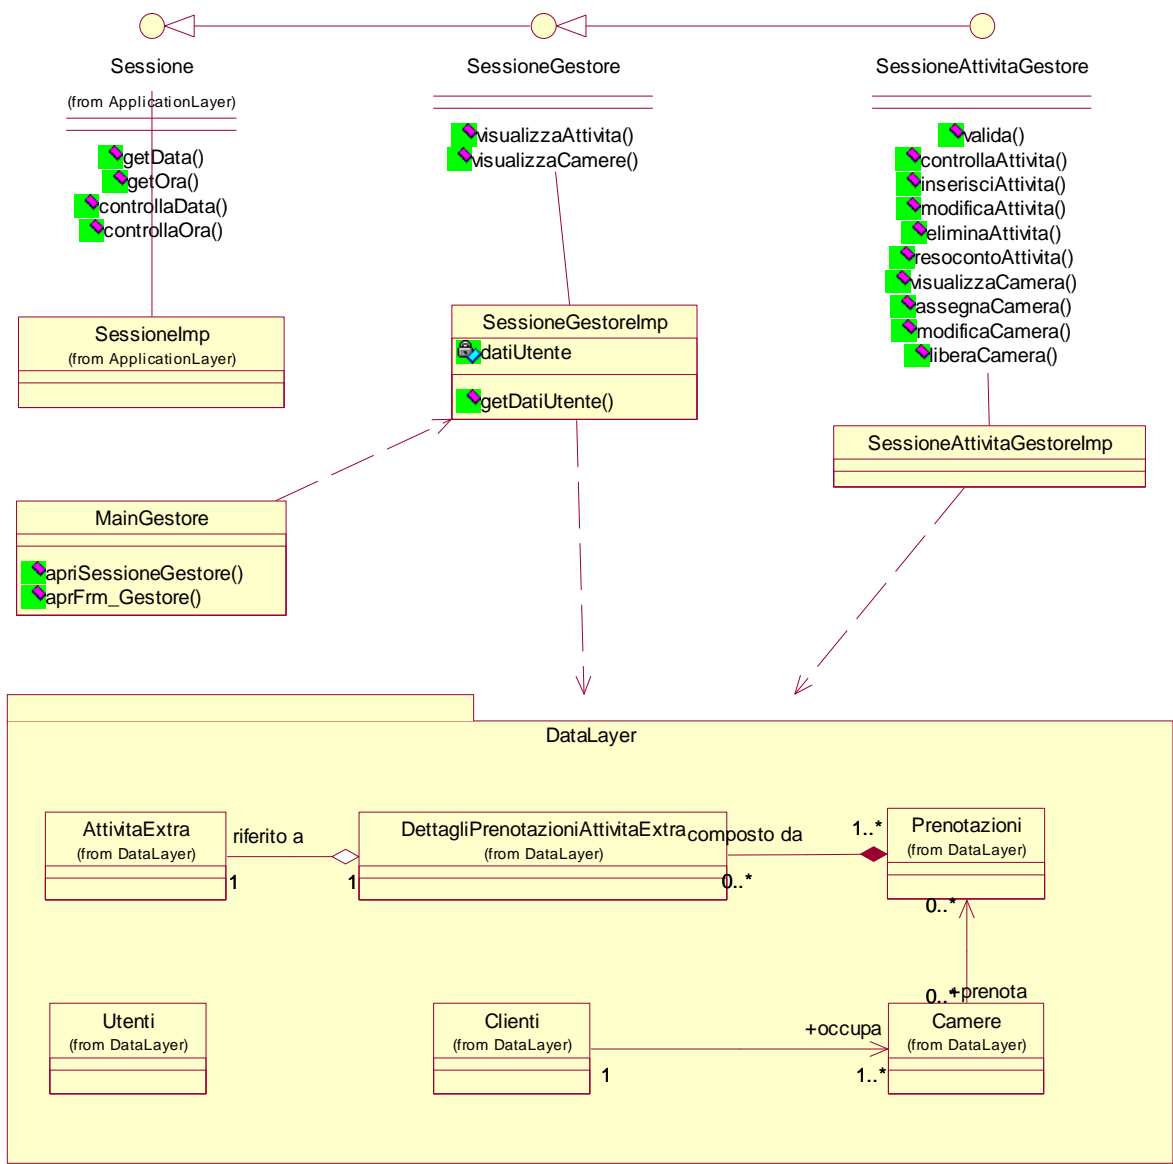 Sessione
(from ApplicationLayer)
getData()
getOra()
controllaData()
controllaOra()
SessioneGestore
visualizzaAttivita()
visualizzaCamere()
SessioneAttivitaGestore
valida()
controllaAttivita()
inserisciAttivita()
modificaAttivita()
eliminaAttivita()
resocontoAttivita()
visualizzaCamera()
assegnaCamera()
modificaCamera()
liberaCamera()
SessioneImp
(from ApplicationLayer)
SessioneGestoreImp
datiUtente
getDatiUtente()
SessioneAttivitaGestoreImp
MainGestore
apriSessioneGestore()
aprFrm_Gestore()
DataLayer
AttivitaExtra
(from DataLayer)
riferito a
1
1
DettagliPrenotazioniAttivitaExtra
(from DataLayer)
composto da
0..*
1..*
Prenotazioni
(from DataLayer)
0..*
0..*
+prenota
Utenti
(from DataLayer)
Clienti
(from DataLayer)
1
+occupa
1..*
Camere
(from DataLayer)